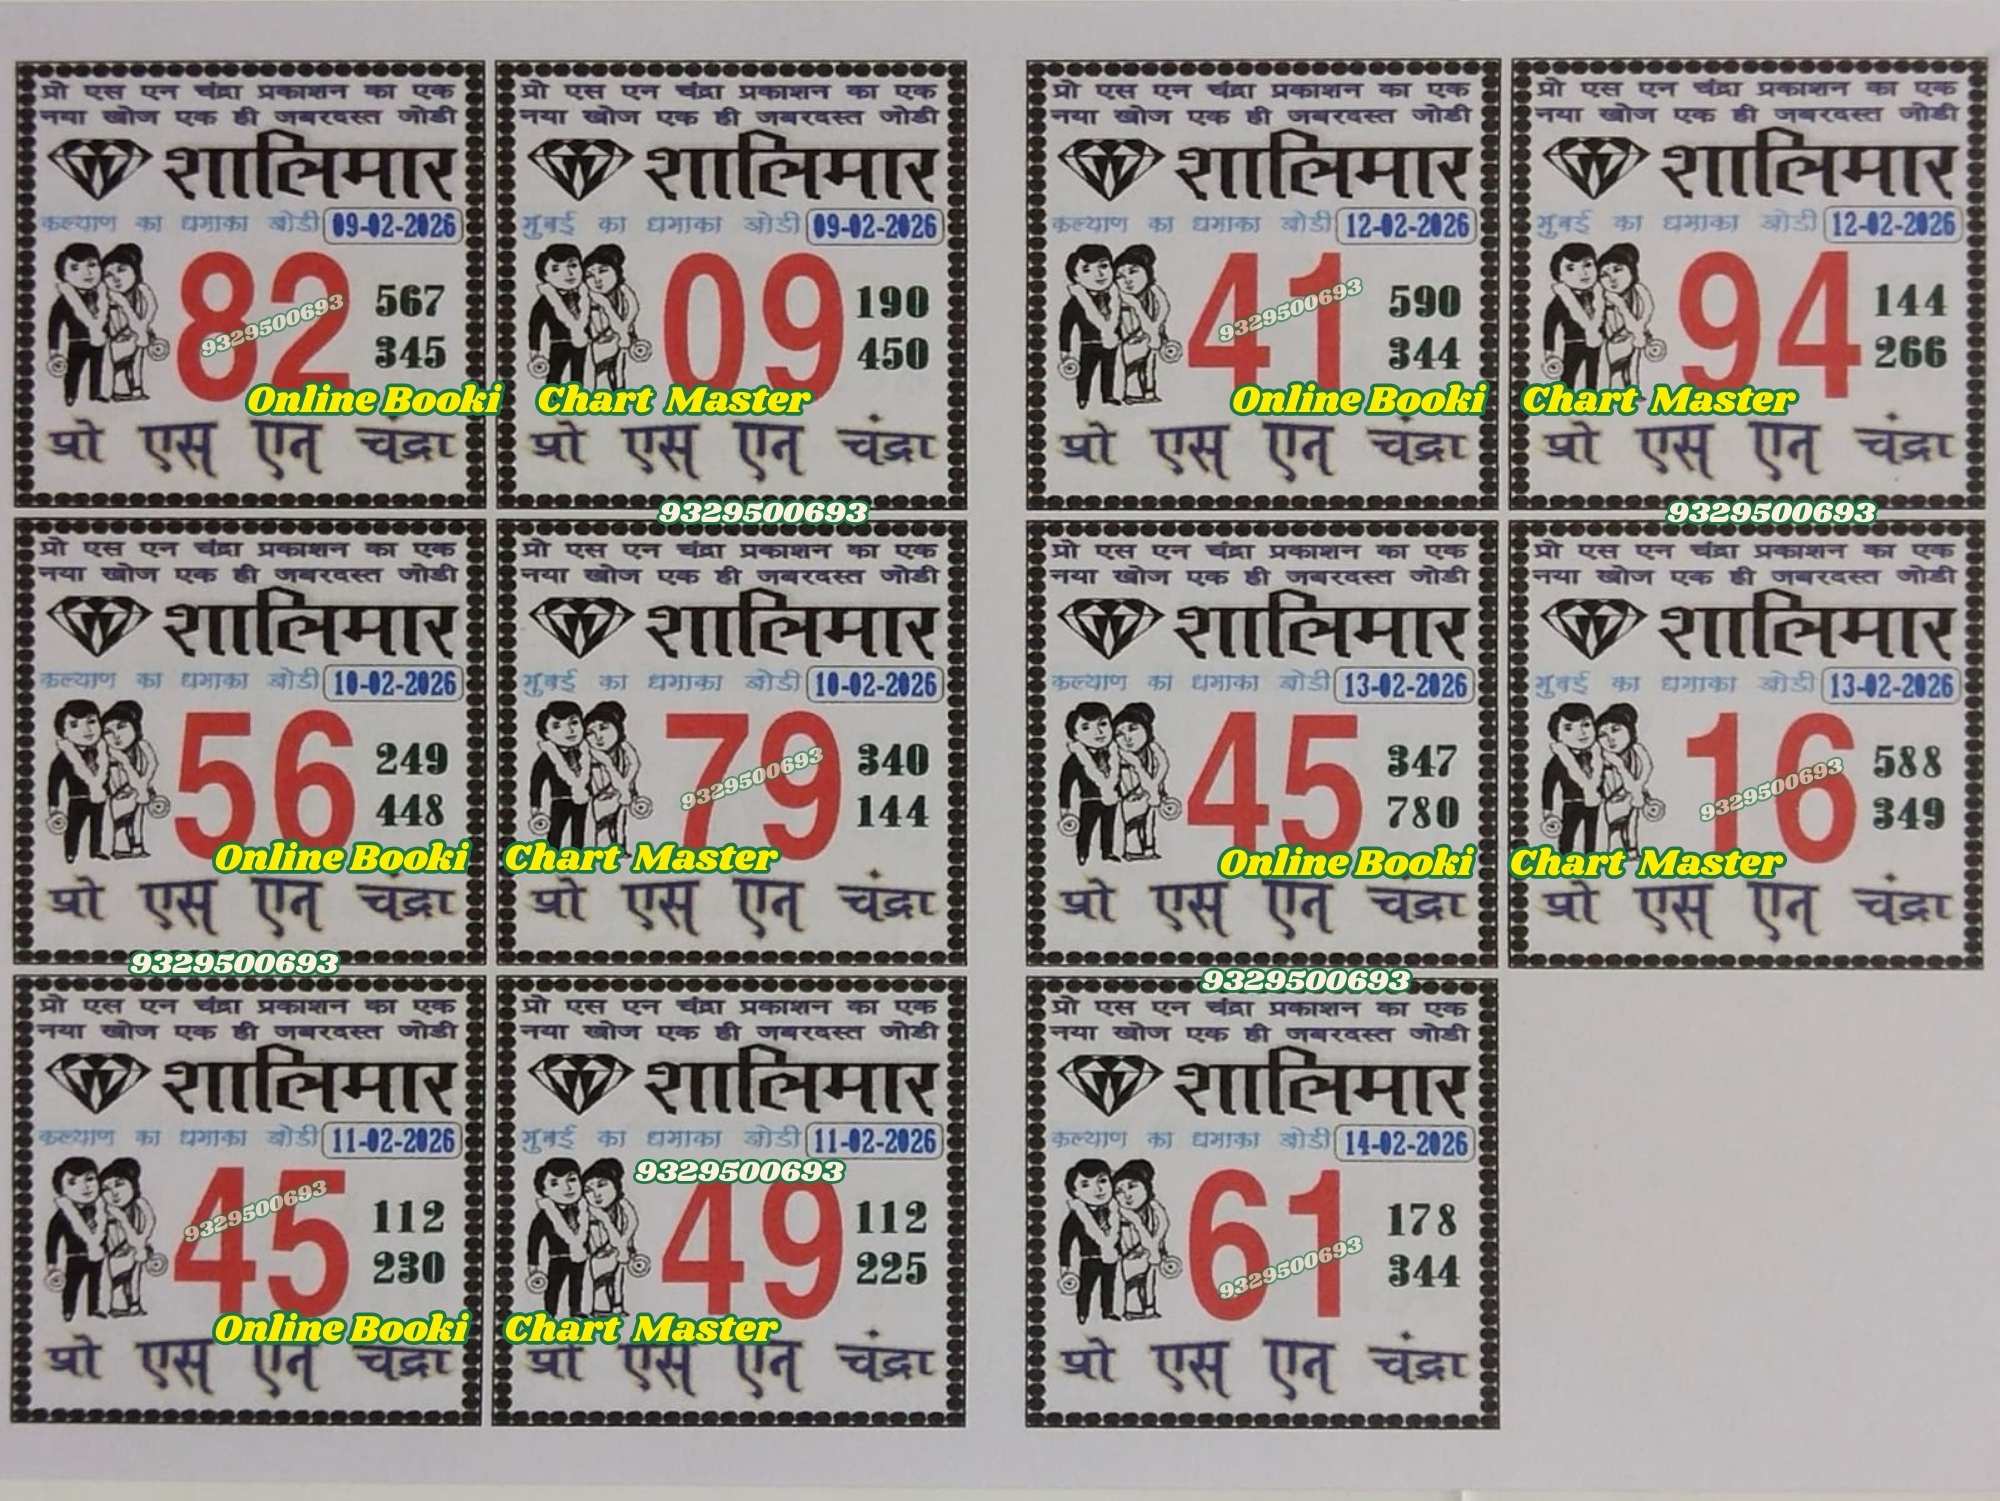 प्रो एस एन चंद्रा प्रकाशन का एक
नया खोज एक ही जबरदस्त जोडी
शालिमार
कल्याण का धमाका जोडी 09-02-2026
82
567
345
9329500693
प्रो एस एन चंद्रा
प्रो एस एन चंद्रा प्रकाशन का एक
नया खोज एक ही जबरदस्त जोडी
शालिमार
मुंबई का धमाका जोडी 09-02-2026
09
190
450
Online Booki Chart Master
प्रो एस एन चंद्रा
9329500693
प्रो एस एन चंद्रा प्रकाशन का एक
नया खोज एक ही जबरदस्त जोडी
शालिमार
कल्याण का धमाका जोडी 12-02-2026
41
590
344
9329500693
प्रो एस एन चंद्रा
प्रो एस एन चंद्रा प्रकाशन का एक
नया खोज एक ही जबरदस्त जोडी
शालिमार
मुंबई का धमाका जोडी 12-02-2026
94
144
266
Online Booki Chart Master
प्रो एस एन चंद्रा
9329500693
प्रो एस एन चंद्रा प्रकाशन का एक
नया खोज एक ही जबरदस्त जोडी
शालिमार
कल्याण का धमाका जोडी 10-02-2026
56
249
448
प्रो एस एन चंद्रा
9329500693
प्रो एस एन चंद्रा प्रकाशन का एक
नया खोज एक ही जबरदस्त जोडी
शालिमार
मुंबई का धमाका जोडी 10-02-2026
79
340
144
9329500693
Online Booki Chart Master
प्रो एस एन चंद्रा
प्रो एस एन चंद्रा प्रकाशन का एक
नया खोज एक ही जबरदस्त जोडी
शालिमार
कल्याण का धमाका जोडी 13-02-2026
45
347
780
प्रो एस एन चंद्रा
9329500693
प्रो एस एन चंद्रा प्रकाशन का एक
नया खोज एक ही जबरदस्त जोडी
शालिमार
मुंबई का धमाका जोडी 13-02-2026
16
588
349
9329500693
Online Booki Chart Master
प्रो एस एन चंद्रा
प्रो एस एन चंद्रा प्रकाशन का एक
नया खोज एक ही जबरदस्त जोडी
शालिमार
कल्याण का धमाका जोडी 11-02-2026
45
112
230
9329500693
प्रो एस एन चंद्रा
प्रो एस एन चंद्रा प्रकाशन का एक
नया खोज एक ही जबरदस्त जोडी
शालिमार
मुंबई का धमाका जोडी 11-02-2026
9329500693
49
112
225
Online Booki Chart Master
प्रो एस एन चंद्रा
प्रो एस एन चंद्रा प्रकाशन का एक
नया खोज एक ही जबरदस्त जोडी
शालिमार
कल्याण का धमाका जोडी 14-02-2026
61
178
344
9329500693
प्रो एस एन चंद्रा